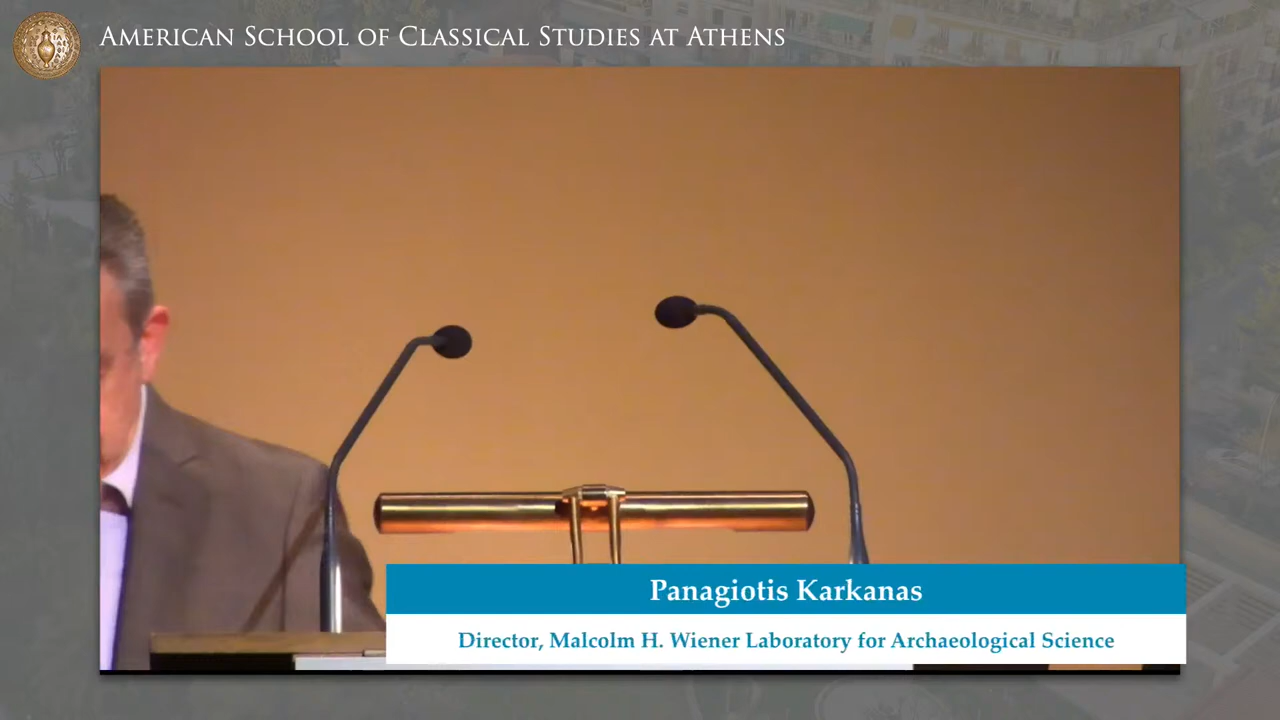 American School of Classical Studies at Athens
Panagiotis Karkanas
Director, Malcolm H. Wiener Laboratory for Archaeological Science